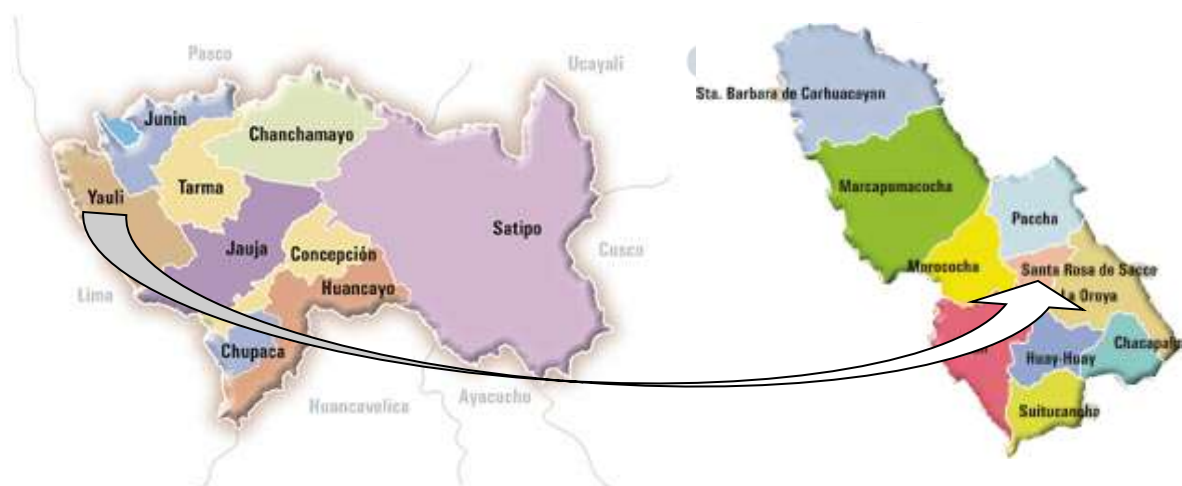 Pasco
Ucayali
Junin
Chanchamayo
Tarma
Yauli
Satipo
Jauja
Concepción
Cusco
Huancayo
Lima
Chupaca
Ayacucho
Huancavelica
Sta. Barbara de Carhuacayan
Marcapomacocha
Paccha
Morococha
Santa Rosa de Sacco
La Oroya
Huay-Huay
Suitucancha